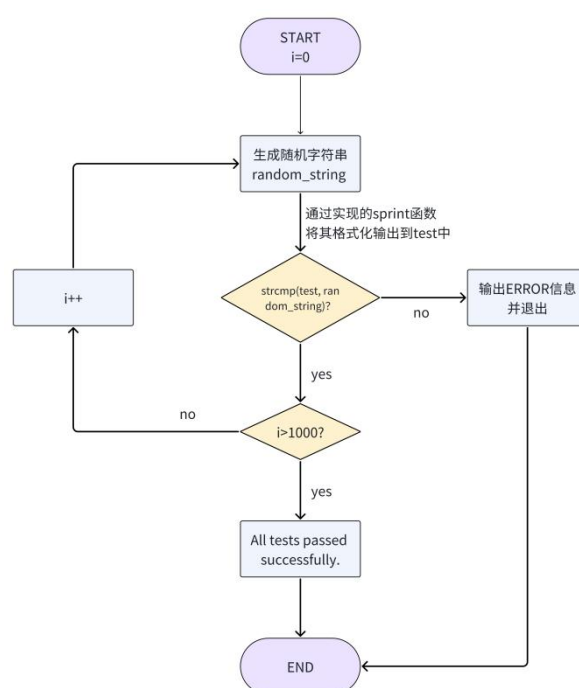 START
i=0
生成随机字符串
random_string
通过实现的sprint函数
将其格式化输出到test中
strcmp(test, ran
dom_string)?
no
输出ERROR信息
并退出
i++
yes
i>1000?
no
yes
All tests passed
successfully.
END